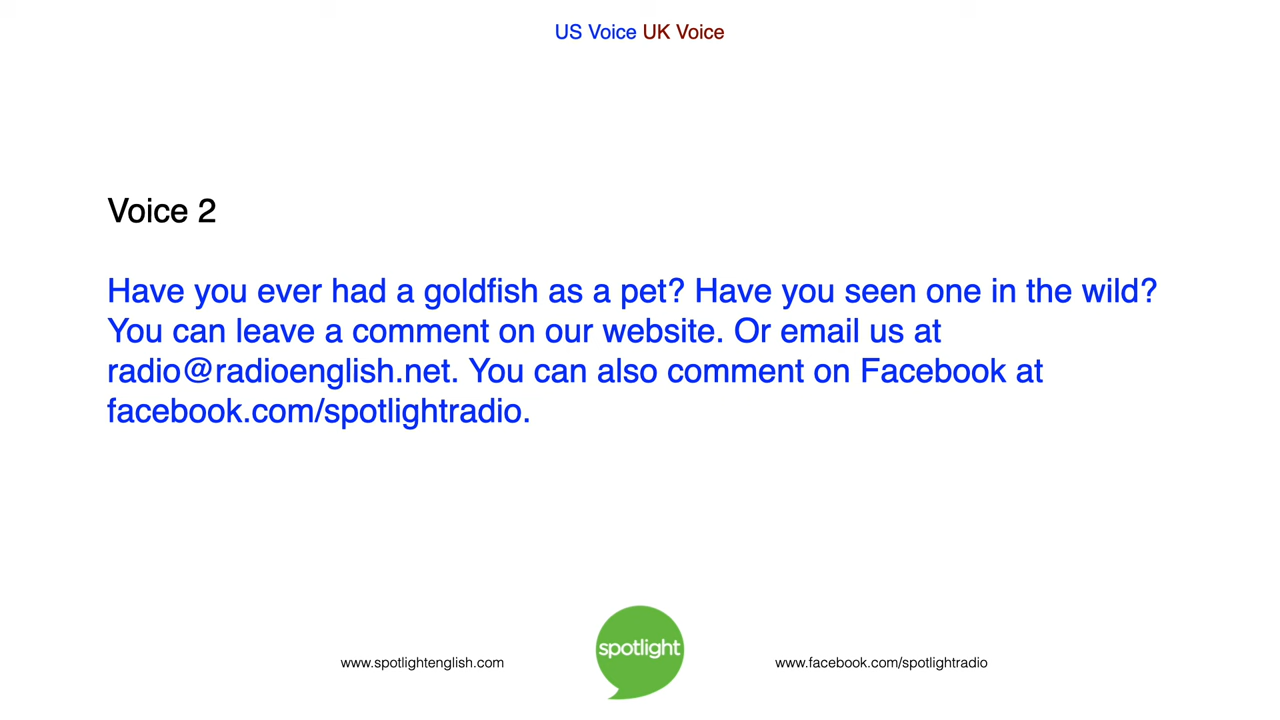 US Voice UK Voice
Voice 2
Have you ever had a goldfish as a pet? Have you seen one in the wild?
You can leave a comment on our website. Or email us at
radio@radioenglish.net. You can also comment on Facebook at
facebook.com/spotlightradio.
www.spotlightenglish.com
spotlight
www.facebook.com/spotlightradio